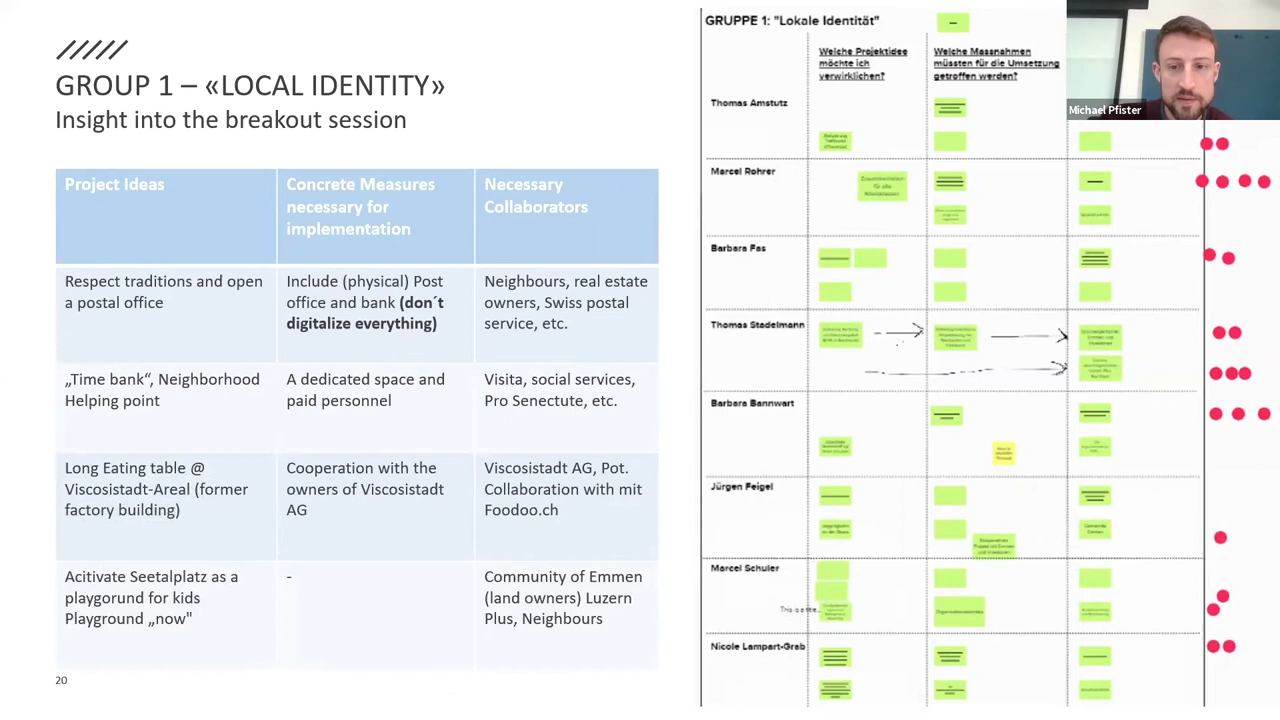 GROUP 1 – «LOCAL IDENTITY»
Insight into the breakout session
Project Ideas
Concrete Measures
necessary for
implementation
Necessary
Collaborators
Respect traditions and open
a postal office
Include (physical) Post
office and bank (don´t
digitalize everything)
Neighbours, real estate
owners, Swiss postal
service, etc.
„Time bank“, Neighborhood
Helping point
A dedicated space and
paid personnel
Visita, social services,
Pro Senectute, etc.
Long Eating table @
Viscosistadt-Areal (former
factory building)
Cooperation with the
owners of Viscosistadt
AG
Viscosistadt AG, Pot.
Collaboration with mit
Foodoo.ch
Acitivate Seetalplatz as a
playgorund for kids
Playground „now"
-
Community of Emmen
(land owners) Luzern
Plus, Neighbours
20
GRUPPE 1: "Lokale Identität"
Welche Projektidee
möchte ich
verwirklichen?
Welche Massnahmen
müssten für die Umsetzung
getroffen werden?
Thomas Amstutz
Marcel Rohrer
Barbara Fas
Thomas Stadelmann
Barbara Bannwart
Jürgen Feigel
Marcel Schuler
This is a the...
Nicole Lampart-Grab
Michael Pfister